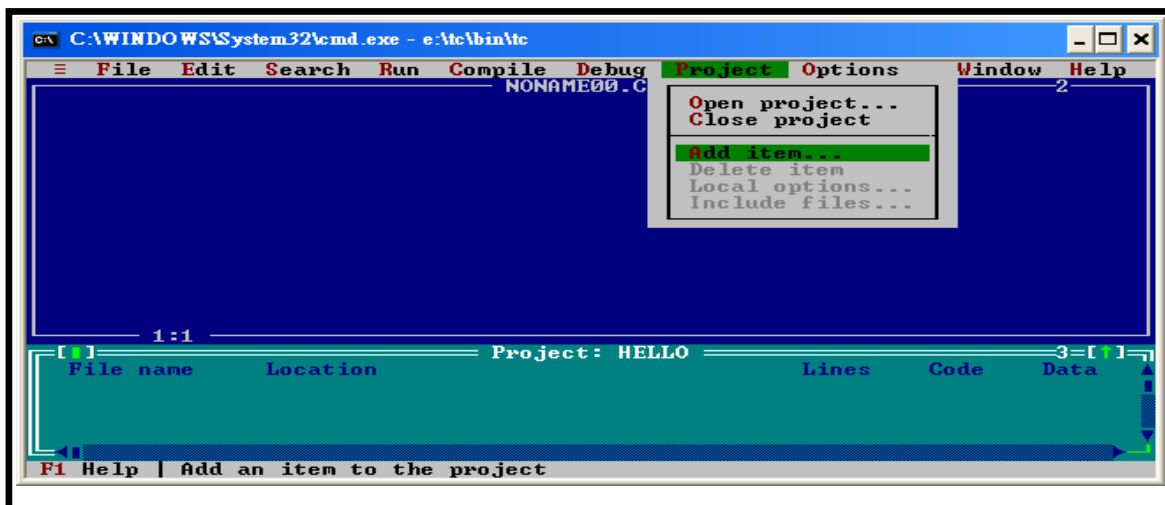 C:\WINDOWS\System32\cmd.exe - e:\tc\bin\tc
≡ File Edit Search Run Compile Debug Project Options Window Help
NONAME00.C 2
Open project...
Close project
Add item...
Delete item
Local options...
Include files...
1:1
Project: HELLO 3=[↑]
File name Location Lines Code Data
F1 Help | Add an item to the project